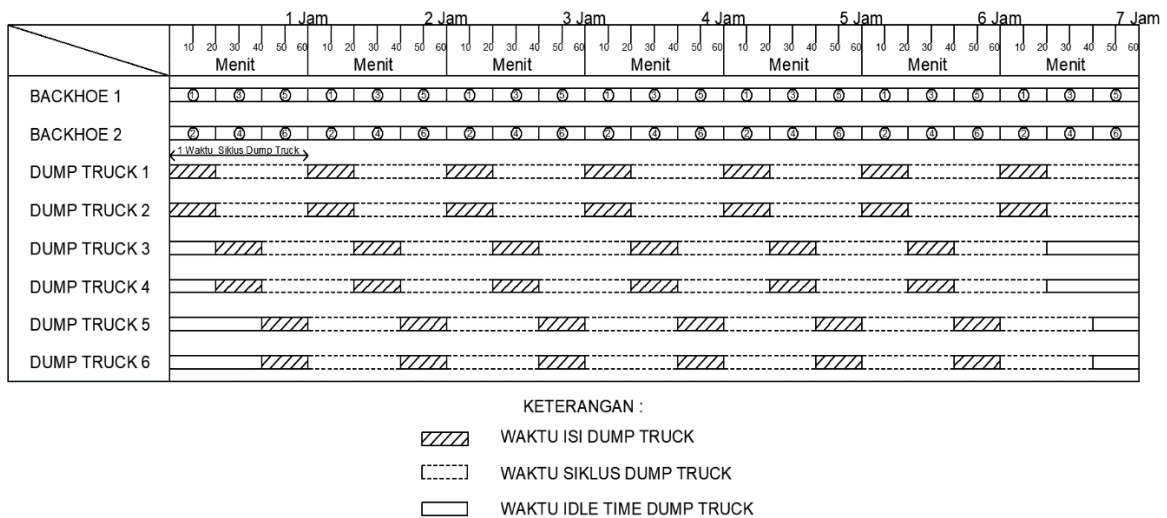 1 Jam 2 Jam 3 Jam 4 Jam 5 Jam 6 Jam 7 Jam
10 20 30 40 50 60 10 20 30 40 50 60 10 20 30 40 50 60 10 20 30 40 50 60 10 20 30 40 50 60 10 20 30 40 50 60 10 20 30 40 50 60
Menit Menit Menit Menit Menit Menit Menit
BACKHOE 1 1 3 5 1 3 5 1 3 5 1 3 5 1 3 5 1 3 5 1 3 5
BACKHOE 2 2 4 6 2 4 6 2 4 6 2 4 6 2 4 6 2 4 6 2 4 6
1 Waktu Siklus Dump Truck
DUMP TRUCK 1
DUMP TRUCK 2
DUMP TRUCK 3
DUMP TRUCK 4
DUMP TRUCK 5
DUMP TRUCK 6
KETERANGAN :
WAKTU ISI DUMP TRUCK
WAKTU SIKLUS DUMP TRUCK
WAKTU IDLE TIME DUMP TRUCK